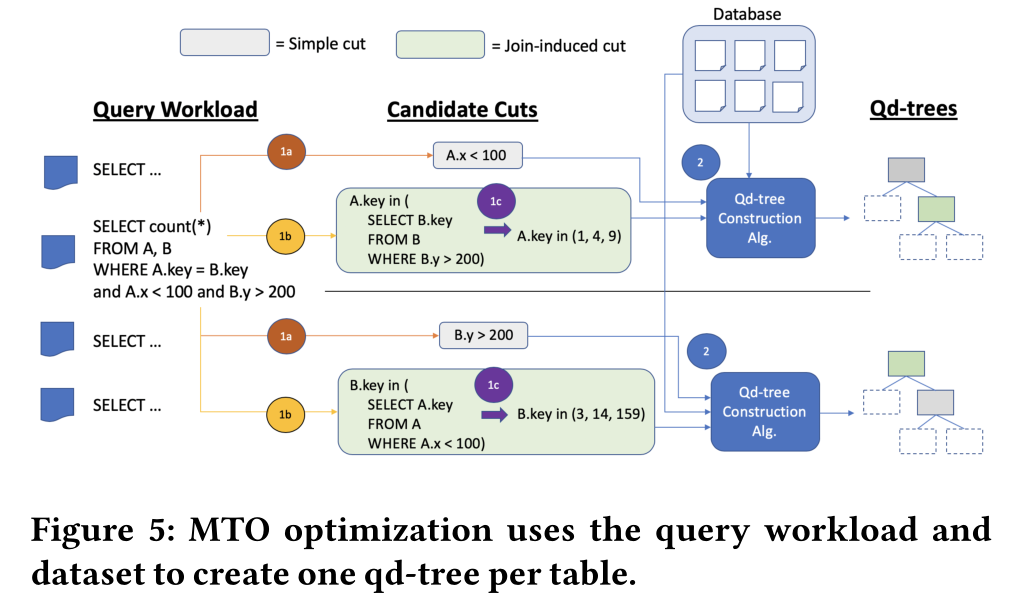 Database
= Simple cut
= Join-induced cut
Query Workload
Candidate Cuts
Qd-trees
SELECT ...
1a
A.x < 100
2
SELECT count(*)
FROM A, B
WHERE A.key = B.key
and A.x < 100 and B.y > 200
1b
A.key in (
SELECT B.key
FROM B
WHERE B.y > 200)
1c
A.key in (1, 4, 9)
Qd-tree
Construction
Alg.
SELECT ...
1a
B.y > 200
2
SELECT ...
1b
B.key in (
SELECT A.key
FROM A
WHERE A.x < 100)
1c
B.key in (3, 14, 159)
Qd-tree
Construction
Alg.
Figure 5: MTO optimization uses the query workload and
dataset to create one qd-tree per table.